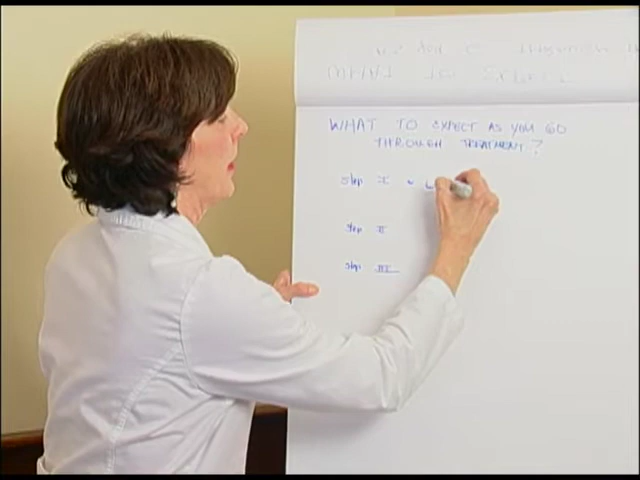 WHAT TO EXPECT AS YOU GO
THROUGH TREATMENT?
Step I -
Step II
Step III